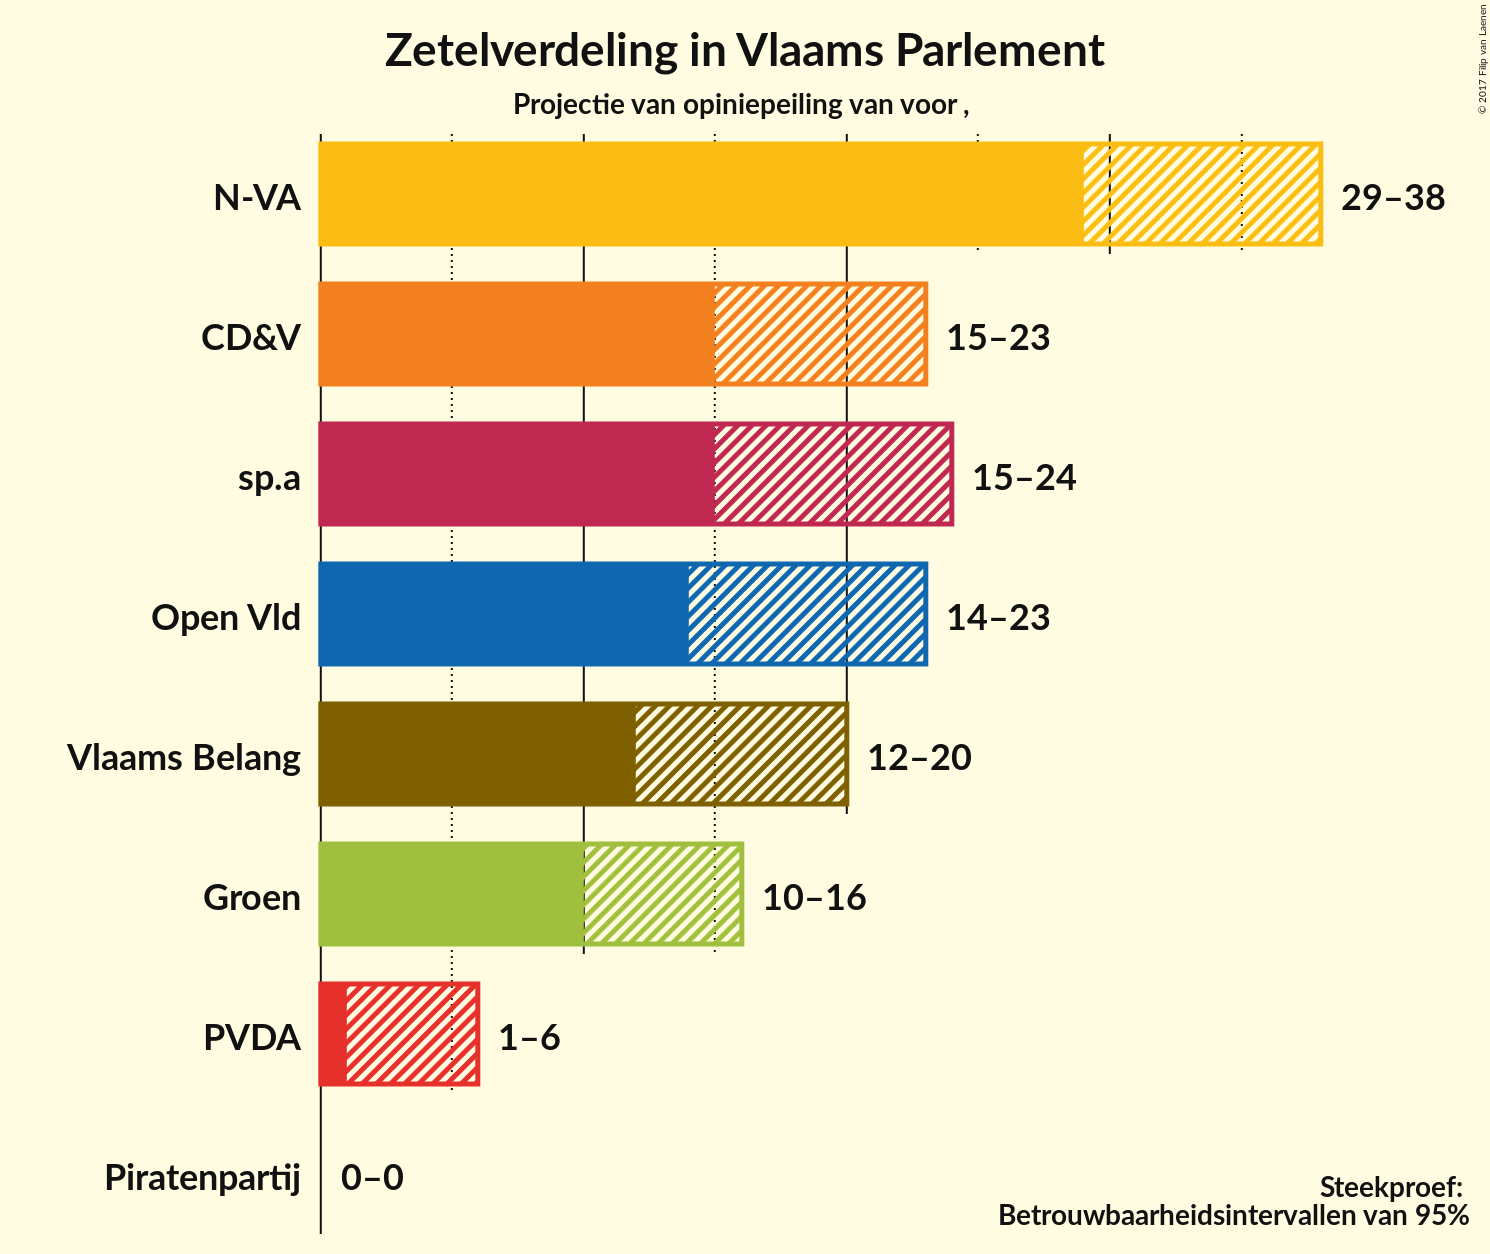 Zetelverdeling in Vlaams Parlement
Projectie van opiniepeiling van voor ,
© 2017 Filip van Laenen
N-VA 29–38
CD&V 15–23
sp.a 15–24
Open Vld 14–23
Vlaams Belang 12–20
Groen 10–16
PVDA 1–6
Piratenpartij 0–0
Steekproef:
Betrouwbaarheidsintervallen van 95%